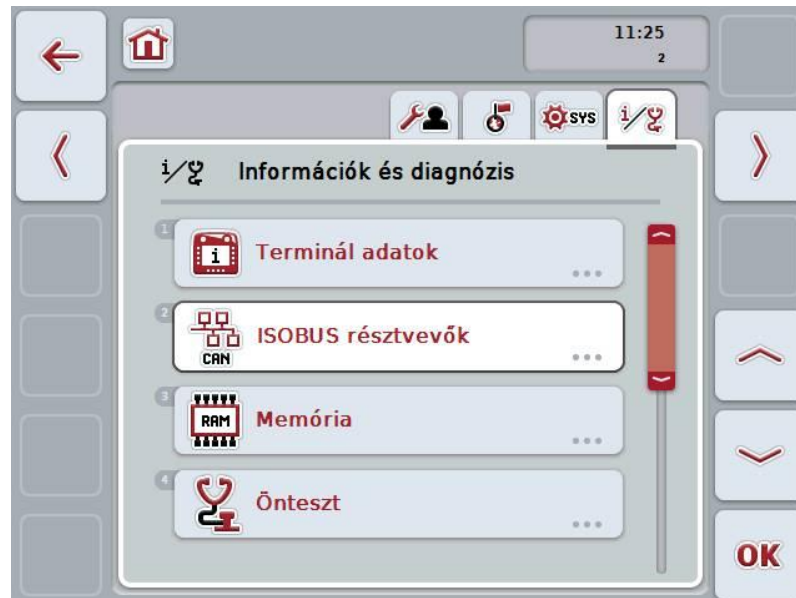 11:25
2
SYS
i
i
Információk és diagnózis
1
i
Terminál adatok
2
CAN
ISOBUS résztvevők
3
RAM
Memória
4
Önteszt
OK